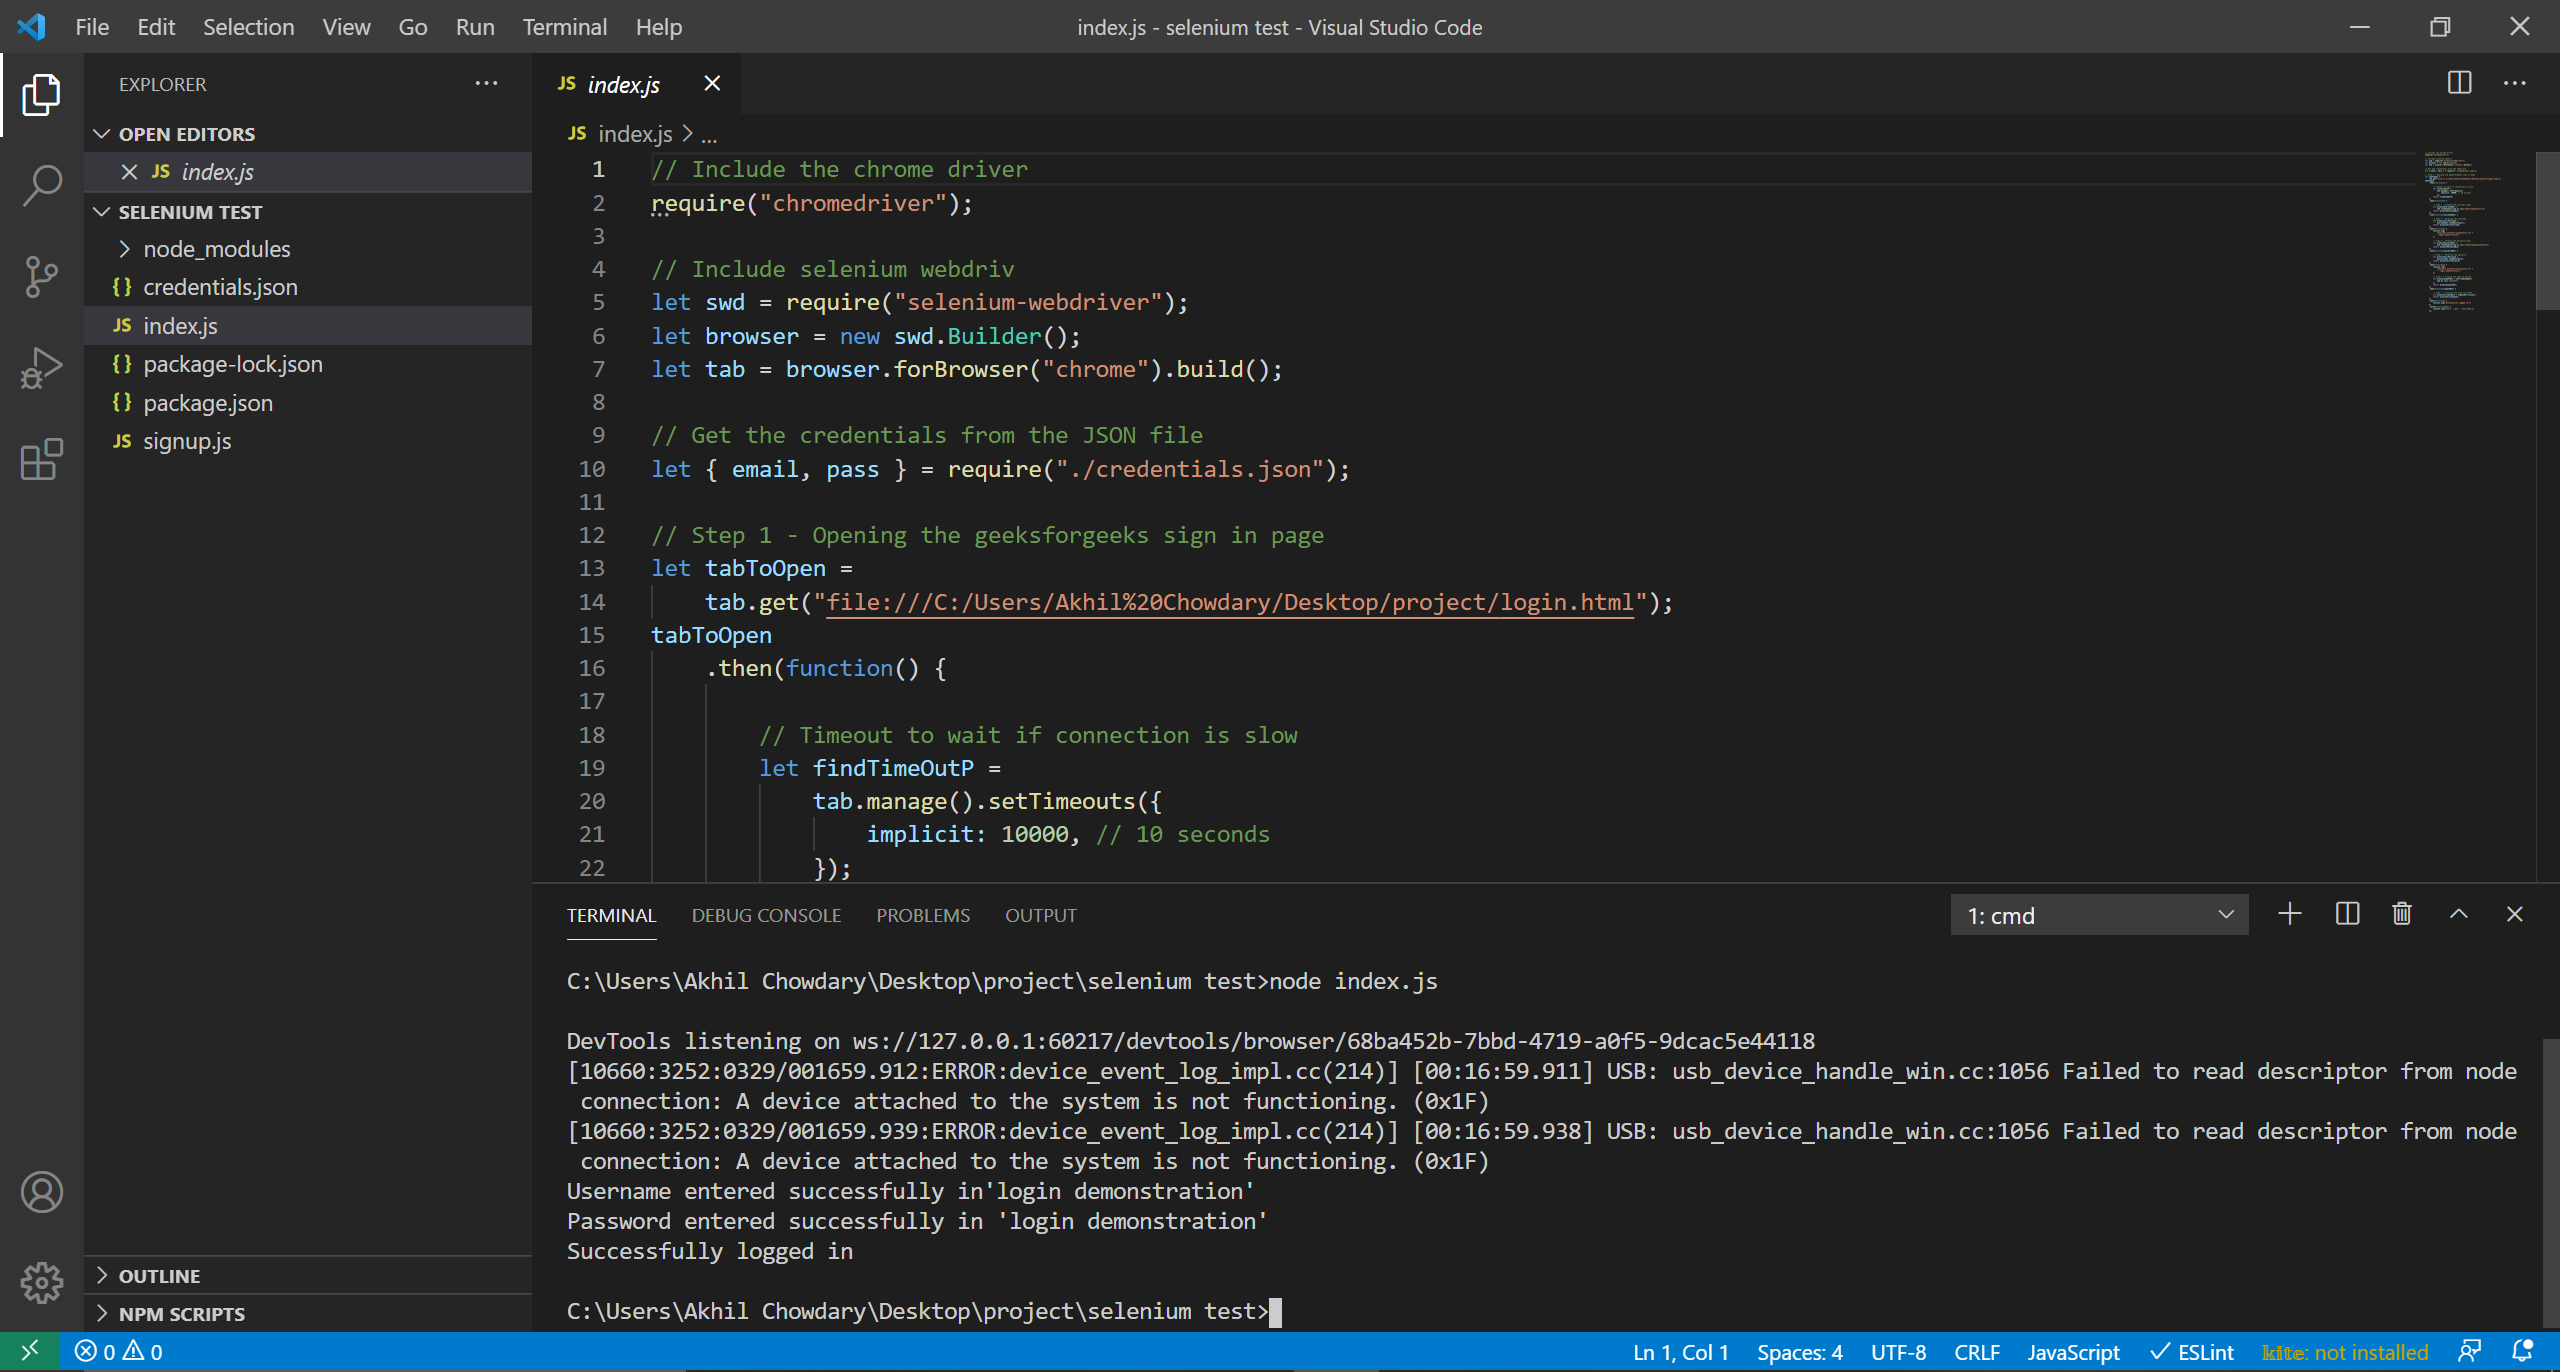 File Edit Selection View Go Run Terminal Help
index.js - selenium test - Visual Studio Code
EXPLORER
OPEN EDITORS
JS index.js
SELENIUM TEST
node_modules
{} credentials.json
JS index.js
{} package-lock.json
{} package.json
JS signup.js
OUTLINE
NPM SCRIPTS
JS index.js
JS index.js > ...
1 // Include the chrome driver
2 require("chromedriver");
3
4 // Include selenium webdriv
5 let swd = require("selenium-webdriver");
6 let browser = new swd.Builder();
7 let tab = browser.forBrowser("chrome").build();
8
9 // Get the credentials from the JSON file
10 let { email, pass } = require("./credentials.json");
11
12 // Step 1 - Opening the geeksforgeeks sign in page
13 let tabToOpen =
14 tab.get("file:///C:/Users/Akhil%20Chowdary/Desktop/project/login.html");
15 tabToOpen
16 .then(function() {
17
18 // Timeout to wait if connection is slow
19 let findTimeOutP =
20 tab.manage().setTimeouts({
21 implicit: 10000, // 10 seconds
22 });
TERMINAL DEBUG CONSOLE PROBLEMS OUTPUT
1: cmd
C:\Users\Akhil Chowdary\Desktop\project\selenium test>node index.js
DevTools listening on ws://127.0.0.1:60217/devtools/browser/68ba452b-7bbd-4719-a0f5-9dcac5e44118
[10660:3252:0329/001659.912:ERROR:device_event_log_impl.cc(214)] [00:16:59.911] USB: usb_device_handle_win.cc:1056 Failed to read descriptor from node
connection: A device attached to the system is not functioning. (0x1F)
[10660:3252:0329/001659.939:ERROR:device_event_log_impl.cc(214)] [00:16:59.938] USB: usb_device_handle_win.cc:1056 Failed to read descriptor from node
connection: A device attached to the system is not functioning. (0x1F)
Username entered successfully in'login demonstration'
Password entered successfully in 'login demonstration'
Successfully logged in
C:\Users\Akhil Chowdary\Desktop\project\selenium test>
0 0
Ln 1, Col 1 Spaces: 4 UTF-8 CRLF JavaScript ESLint kite: not installed